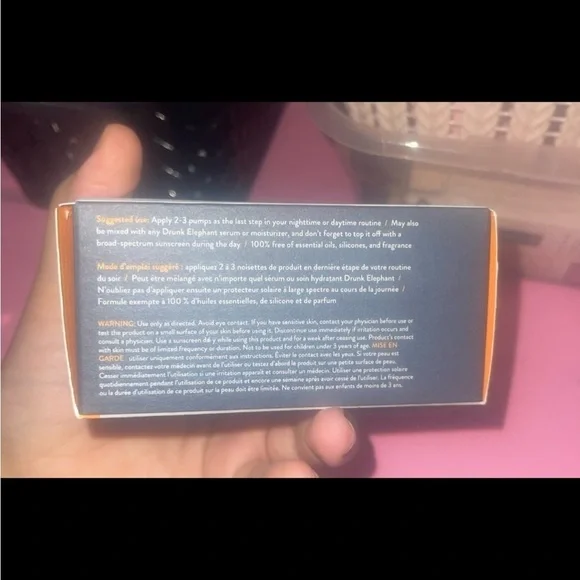 Suggested use: Apply 2-3 pumps as the last step in your nighttime or daytime routine / May also
be mixed with any Drunk Elephant serum or moisturizer, and don't forget to top it off with a
broad-spectrum sunscreen during the day / 100% free of essential oils, silicones, and fragrance
Mode d'emploi suggéré : appliquez 2 à 3 noisettes de produit en dernière étape de votre routine
du soir / Peut être mélangé avec n'importe quel sérum ou soin hydratant Drunk Elephant /
N'oubliez pas d'appliquer ensuite un protecteur solaire à large spectre au cours de la journée /
Formule exempte à 100 % d'huiles essentielles, de silicone et de parfum
WARNING: Use only as directed. Avoid eye contact. If you have sensitive skin, contact your physician before use or
test the product on a small surface of your skin before using it. Discontinue use immediately if irritation occurs and
consult a physician. Use a sunscreen daily while using this product and for a week after ceasing use. Product's contact
with skin must be of limited frequency or duration. Not to be used for children under 3 years of age. MISE EN
GARDE : utiliser uniquement conformément aux instructions. Éviter le contact avec les yeux. Si votre peau est
sensible, contactez votre médecin avant de l'utiliser ou testez d'abord le produit sur une petite surface de peau.
Cesser immédiatement l'utilisation si une irritation apparaît et consulter un médecin. Utiliser une protection solaire
quotidiennement pendant l'utilisation de ce produit et encore une semaine après avoir cessé de l'utiliser. La fréquence
ou la durée d'utilisation de ce produit sur la peau doit être limitée. Ne convient pas aux enfants de moins de 3 ans.